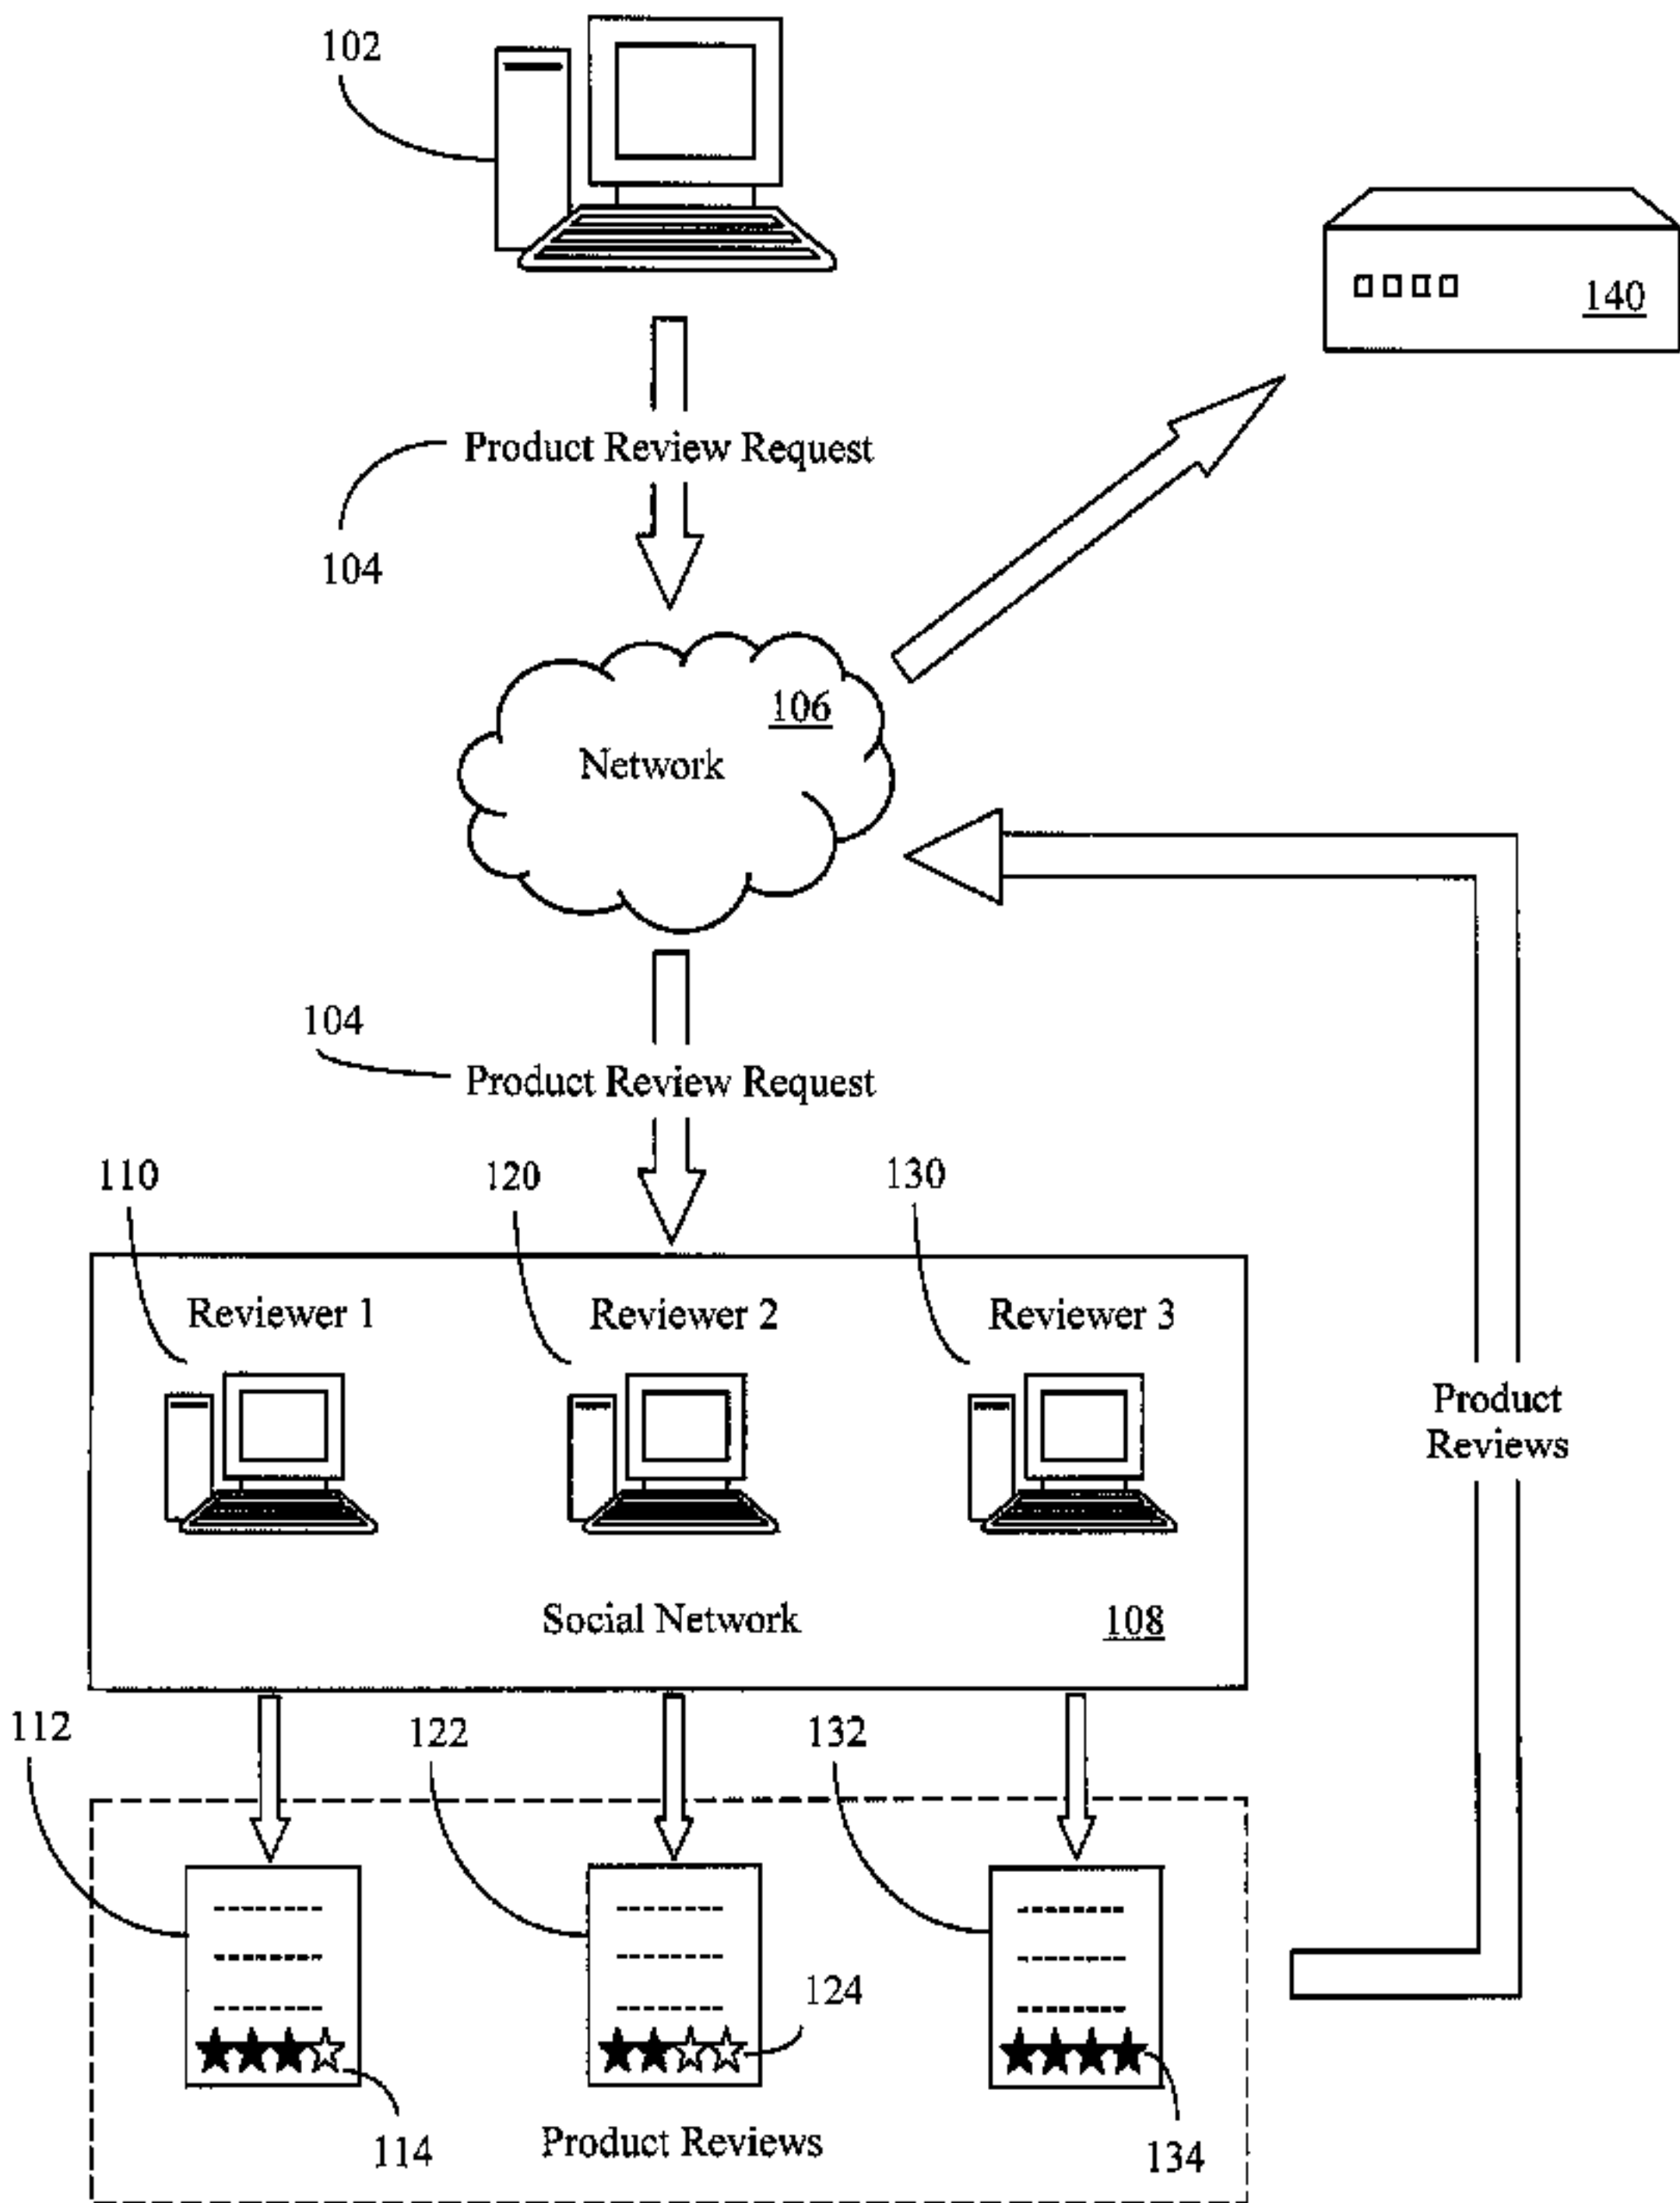 102
140
Product Review Request
104
106
Network
104
Product Review Request
110
120
130
Reviewer 1
Reviewer 2
Reviewer 3
Product
Reviews
Social Network
108
112
122
132
124
114
Product Reviews
134